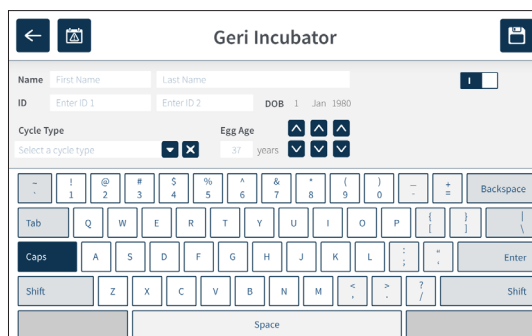 Geri Incubator
Name First Name Last Name I
ID Enter ID 1 Enter ID 2 DOB 1 Jan 1980
Cycle Type Egg Age
Select a cycle type 37 years
~ ! @ # $ % ^ & * ( ) _ +
` 1 2 3 4 5 6 7 8 9 0 - = Backspace
Tab Q W E R T Y U I O P { [ } ] | \
Caps A S D F G H J K L : ; " ' Enter
Shift Z X C V B N M < , > . ? / Shift
Space